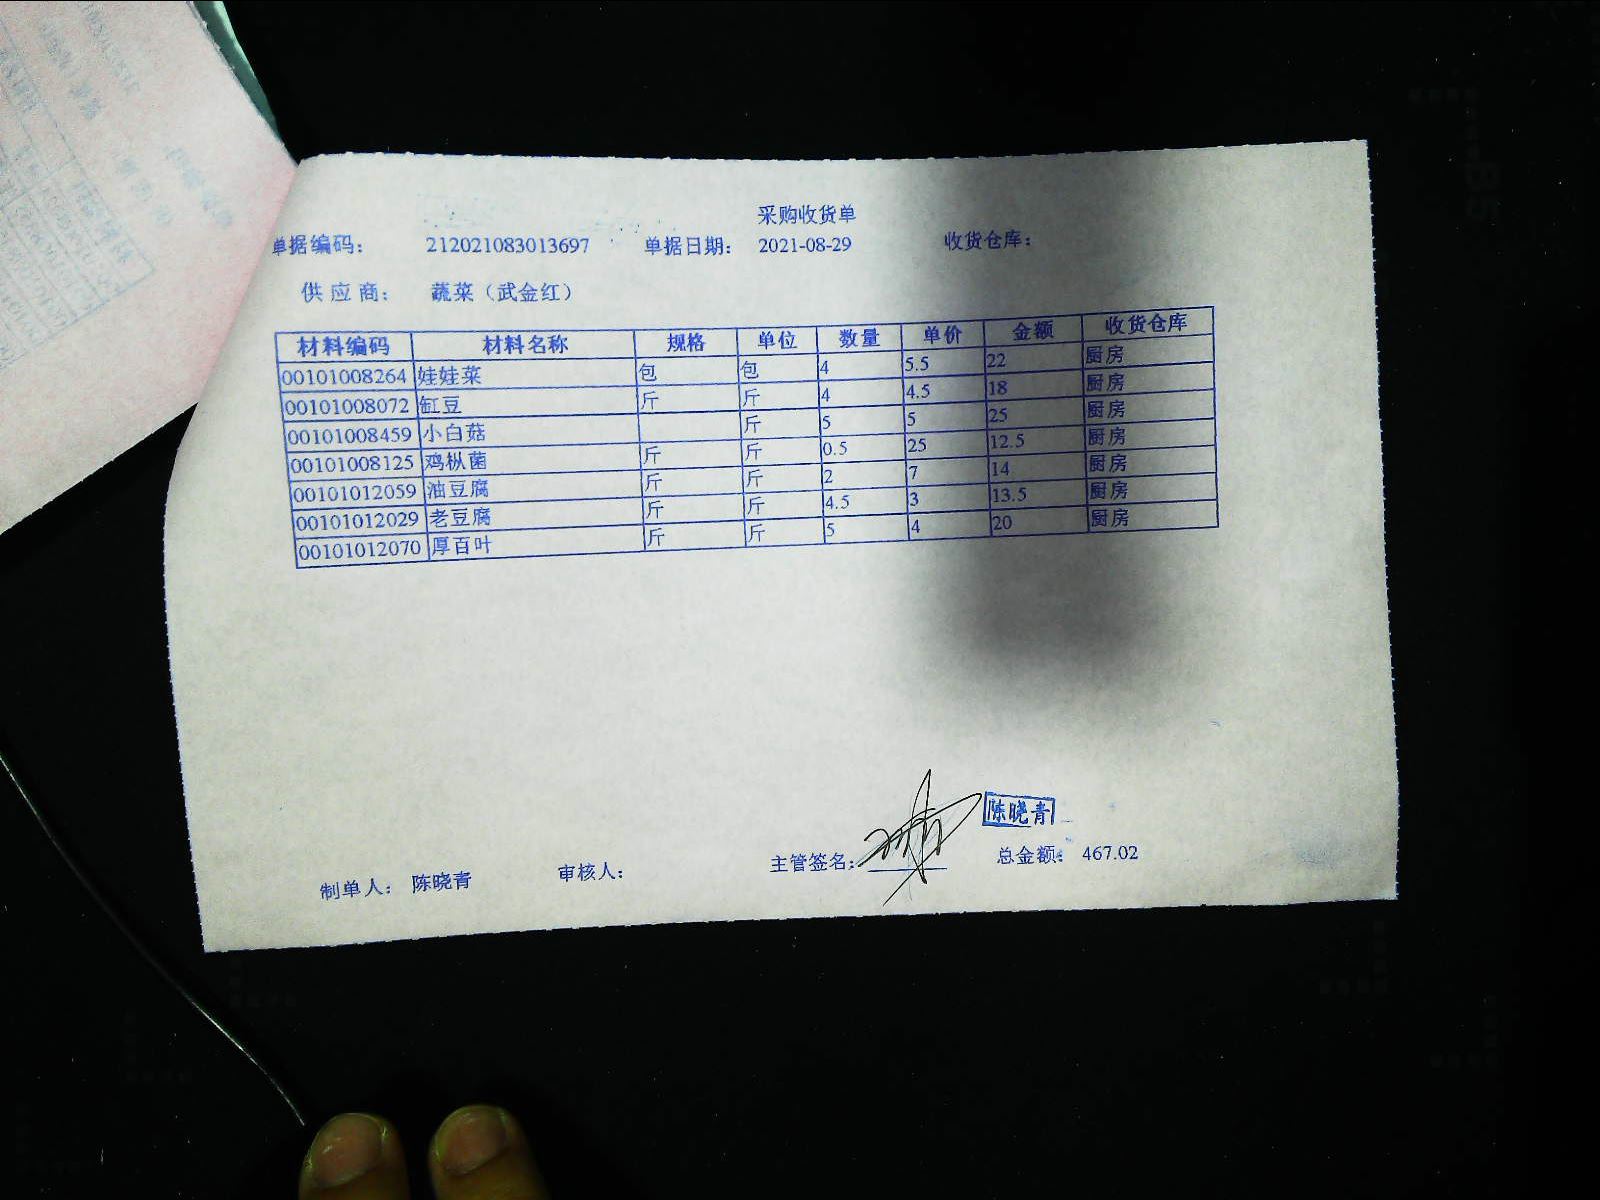 采购收货单
单据编码： 212021083013697 单据日期： 2021-08-29 收货仓库：
供应商： 蔬菜（武金红）
材料编码 材料名称 规格 单位 数量 单价 金额 收货仓库
00101008264 娃娃菜 包 包 4 5.5 22 厨房
00101008072 缸豆 斤 斤 4 4.5 18 厨房
00101008459 小白菇 斤 5 5 25 厨房
00101008125 鸡枞菌 斤 斤 0.5 25 12.5 厨房
00101012059 油豆腐 斤 斤 2 7 14 厨房
00101012029 老豆腐 斤 斤 4.5 3 13.5 厨房
00101012070 厚百叶 斤 斤 5 4 20 厨房
陈晓青
制单人： 陈晓青 审核人： 主管签名： 总金额： 467.02